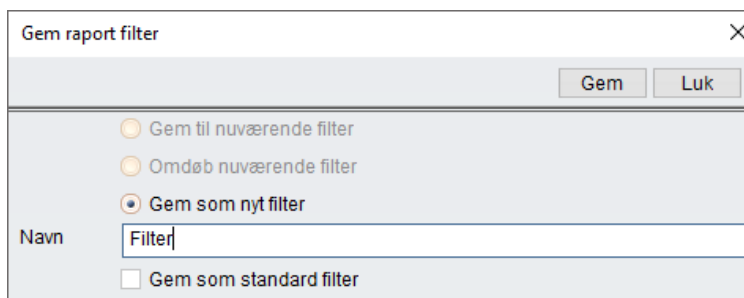 Gem raport filter
Gem Luk
Gem til nuværende filter
Omdøb nuværende filter
Gem som nyt filter
Navn Filter
Gem som standard filter